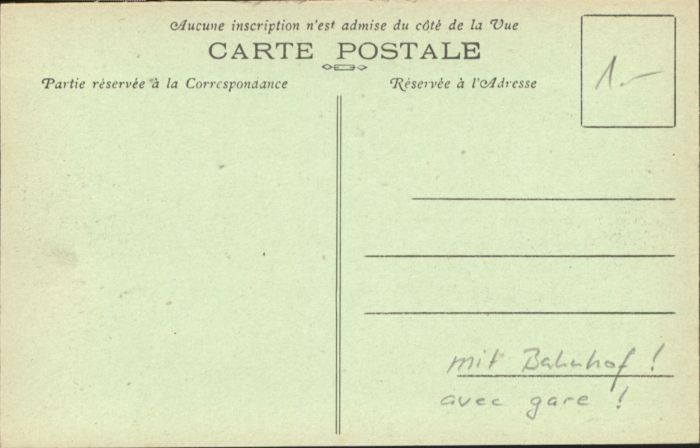 Aucune inscription n'est admise du côté de la Vue
CARTE POSTALE
Partie réservée à la Correspondance
Réservée à l'Adresse
1.-
mit Bahnhof !
avec gare !